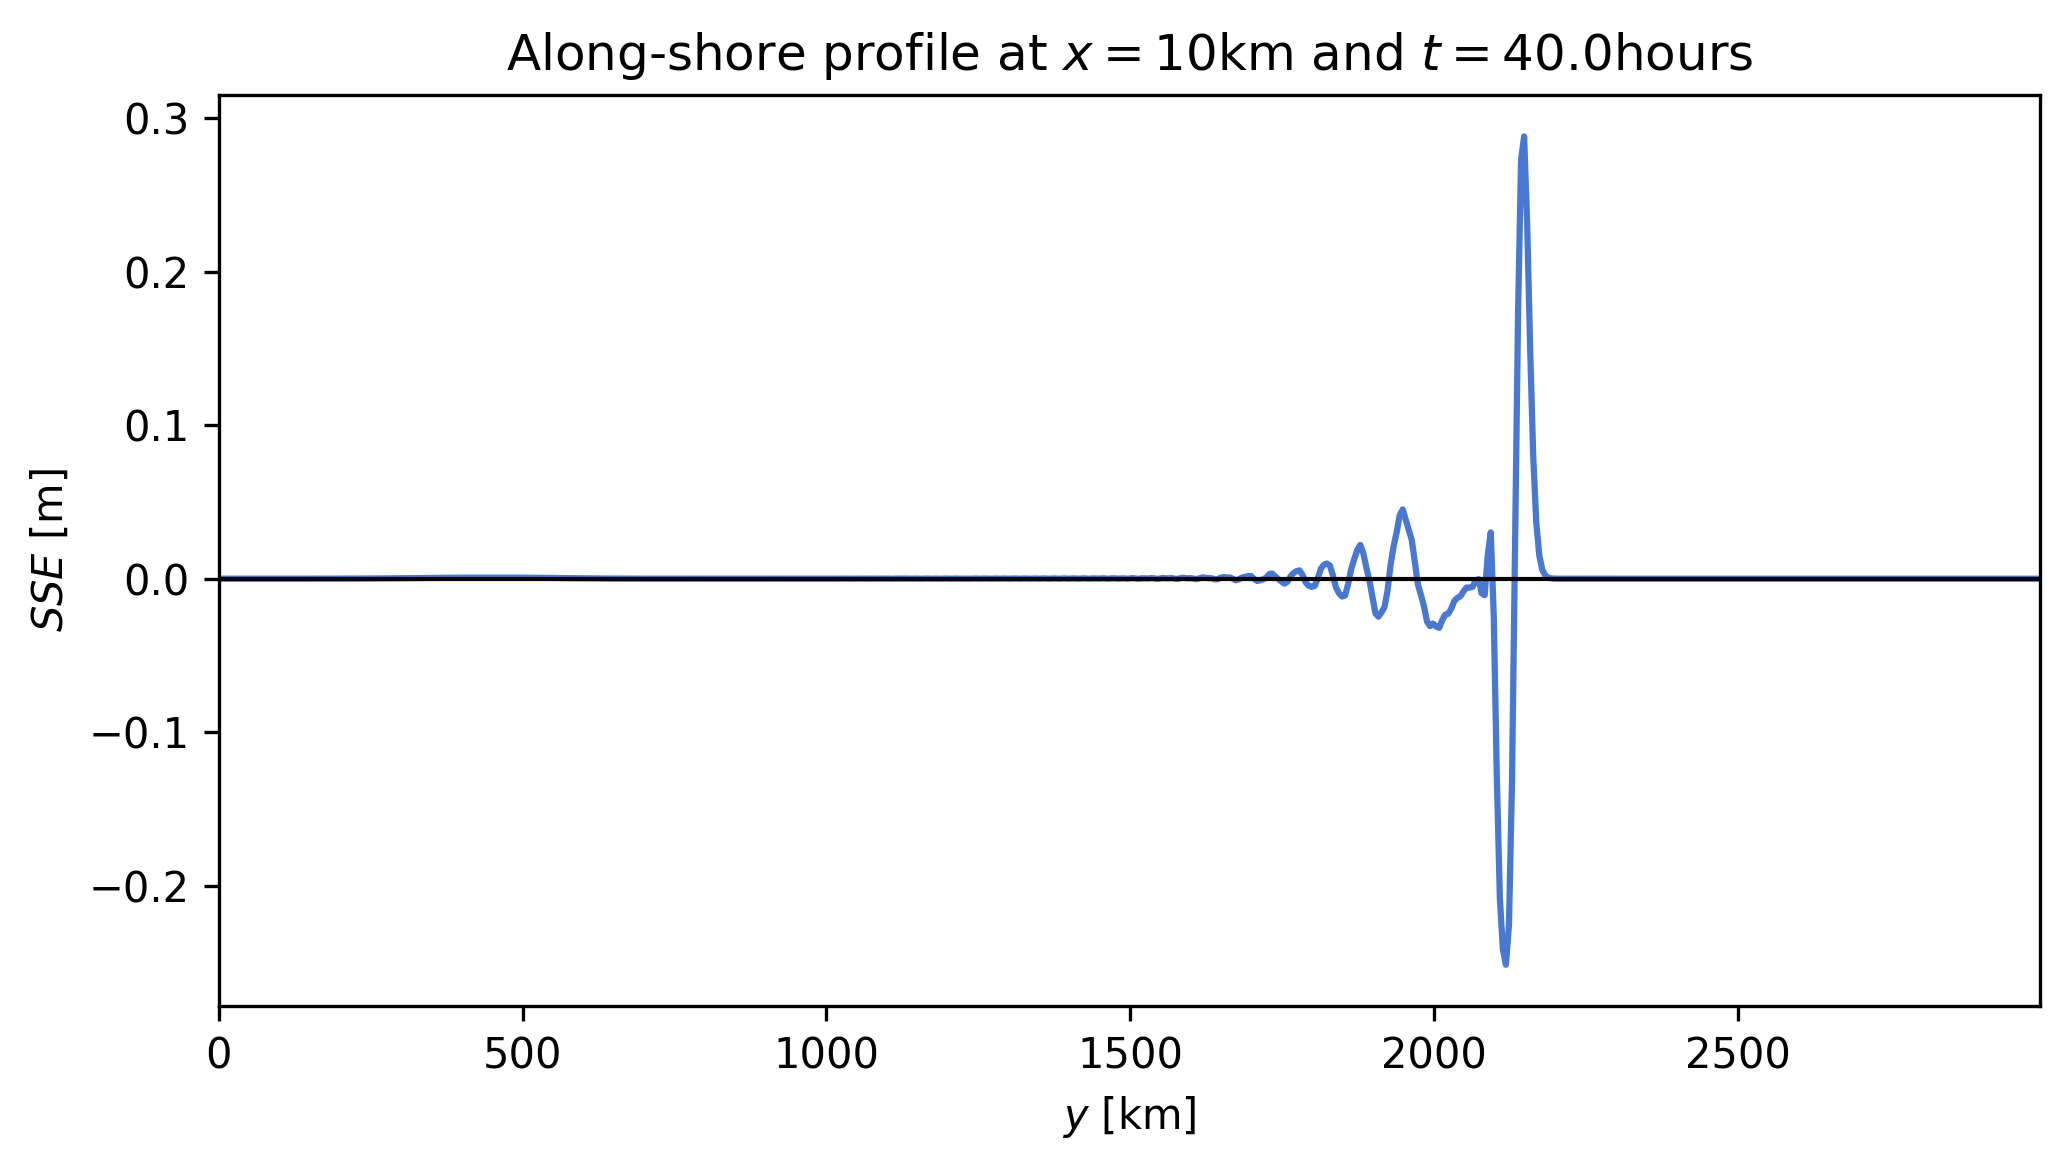 Along-shore profile at x = 10km and t = 40.0hours
0.3
0.2
0.1
0.0
−0.1
−0.2
SSE [m]
0 500 1000 1500 2000 2500
y [km]